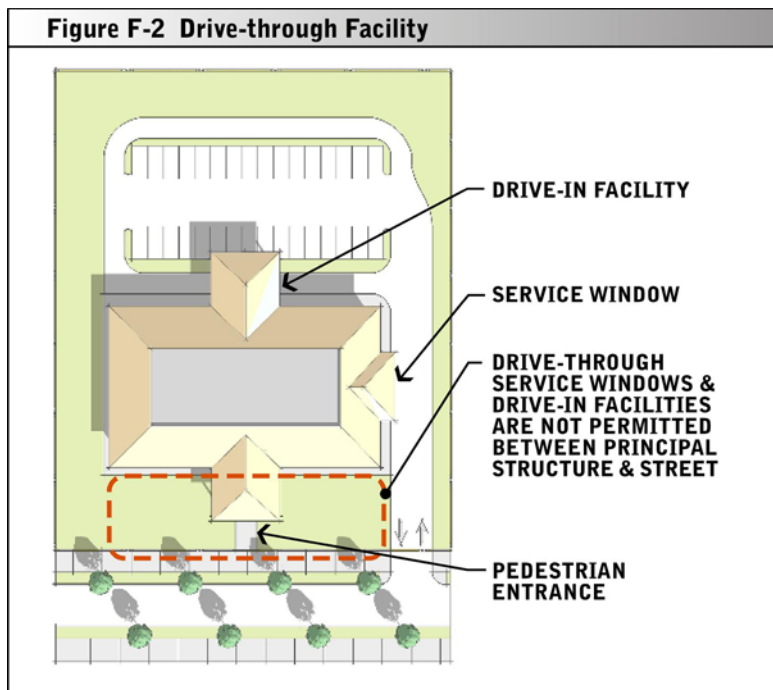 Figure F-2 Drive-through Facility
DRIVE-IN FACILITY
SERVICE WINDOW
DRIVE-THROUGH
SERVICE WINDOWS &
DRIVE-IN FACILITIES
ARE NOT PERMITTED
BETWEEN PRINCIPAL
STRUCTURE & STREET
PEDESTRIAN
ENTRANCE